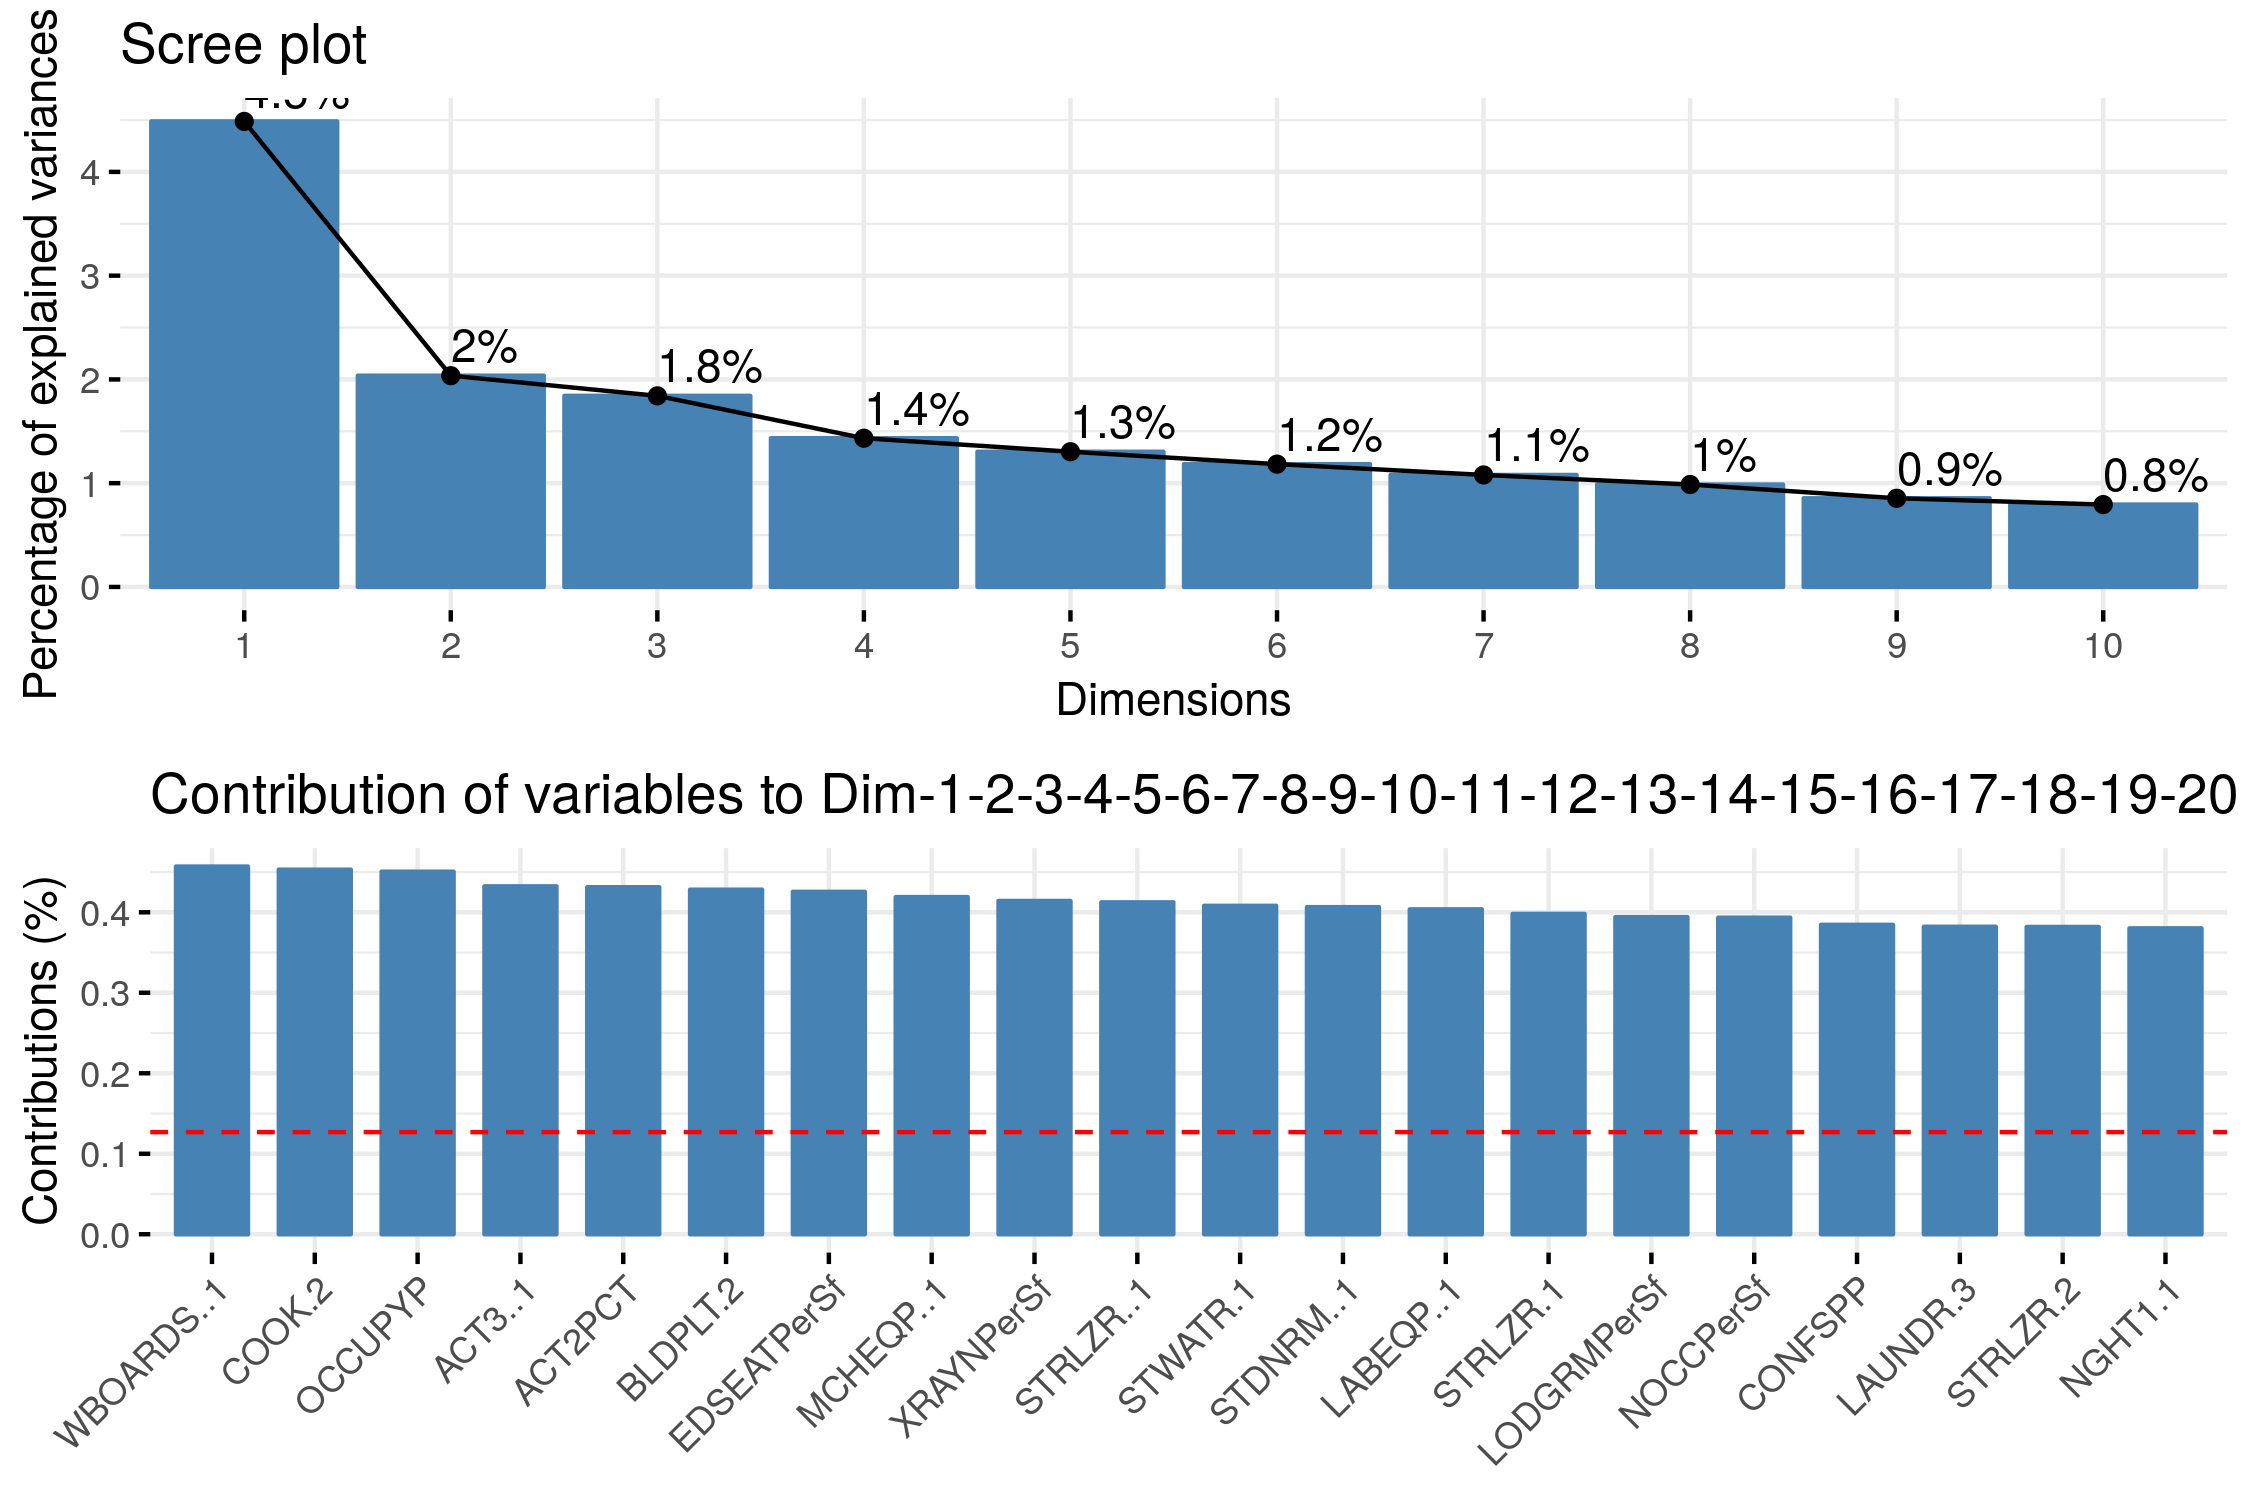 Scree plot
Percentage of explained variances
4
3
2
1
0
2%
1.8%
1.4%
1.3%
1.2%
1.1%
1%
0.9%
0.8%
1 2 3 4 5 6 7 8 9 10
Dimensions
Contribution of variables to Dim-1-2-3-4-5-6-7-8-9-10-11-12-13-14-15-16-17-18-19-20
Contributions (%)
0.4
0.3
0.2
0.1
0.0
WBOARDS..1
COOK.2
OCCUPYP
ACT3..1
ACT2PCT
BLDPLT.2
EDSEATPerSf
MCHEQP..1
XRAYNPerSf
STRLZR..1
STWATR.1
STDNRM..1
LABEQP..1
STRLZR.1
LODGRMPerSf
NOCCPerSf
CONFSPP
LAUNDR.3
STRLZR.2
NGHT1.1